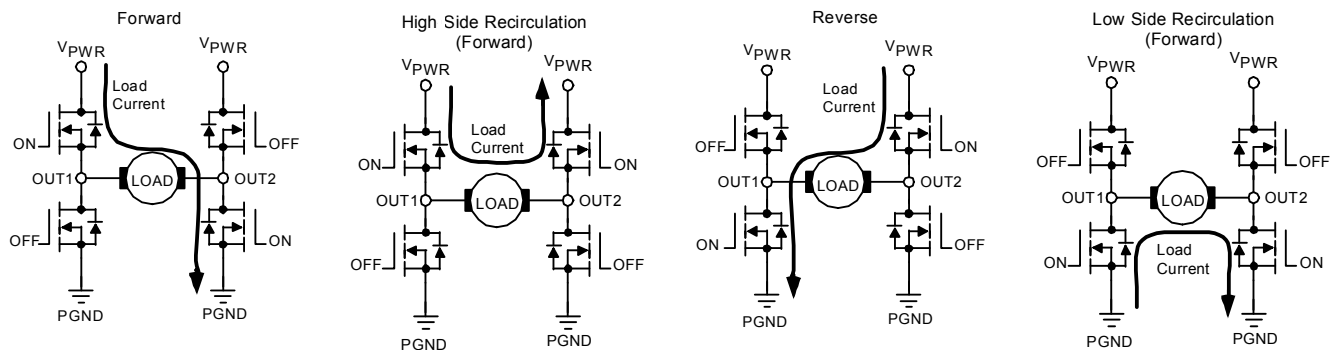 Forward
VPWR
VPWR
Load
Current
ON
OFF
OUT1
LOAD
OUT2
OFF
ON
PGND
PGND
High Side Recirculation
(Forward)
VPWR
VPWR
Load
Current
ON
ON
OUT1
LOAD
OUT2
OFF
OFF
PGND
PGND
Reverse
VPWR
VPWR
Load
Current
OFF
ON
OUT1
LOAD
OUT2
ON
OFF
PGND
PGND
Low Side Recirculation
(Forward)
VPWR
VPWR
OFF
OFF
OUT1
LOAD
OUT2
ON
Load
Current
ON
PGND
PGND